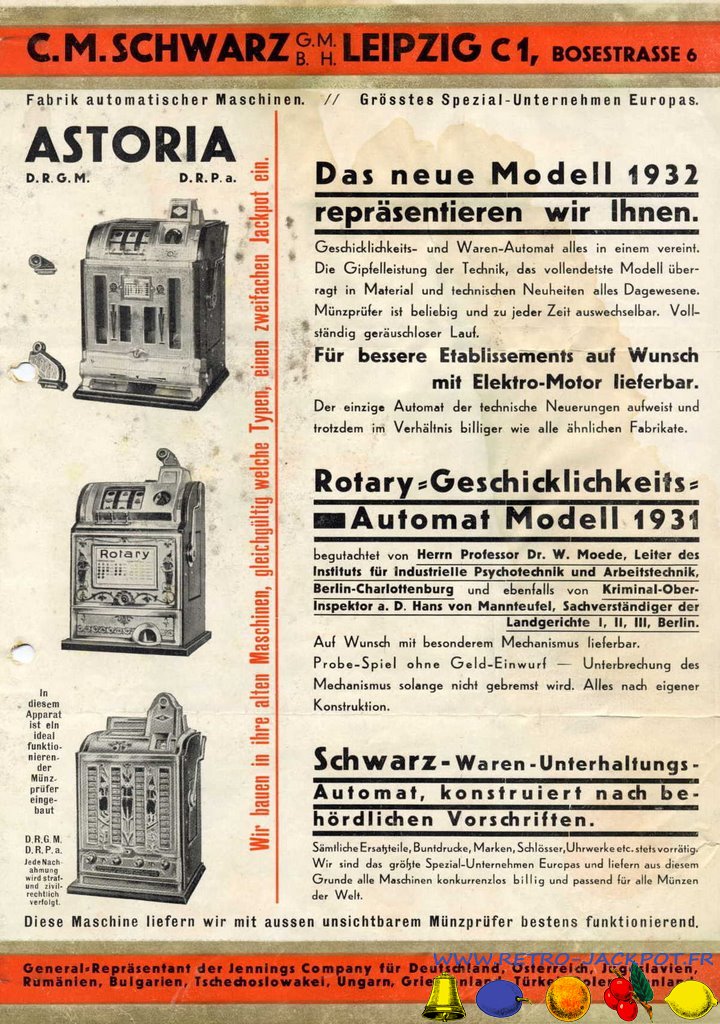 C.M. SCHWARZ G.M.B.H. LEIPZIG C1, BOSESTRASSE 6
Fabrik automatischer Maschinen. // Grösstes Spezial-Unternehmen Europas.
ASTORIA
D.R.G.M. D.R.P.a.
Wir bauen in ihre alten Maschinen, gleichgültig welche Typen, einen zweifachen Jackpot ein.
Das neue Modell 1932
repräsentieren wir Ihnen.
Geschicklichkeits- und Waren-Automat alles in einem vereint.
Die Gipfelleistung der Technik, das vollendetste Modell über-
ragt in Material und technischen Neuheiten alles Dagewesene.
Münzprüfer ist beliebig und zu jeder Zeit auswechselbar. Voll-
ständig geräuschloser Lauf.
Für bessere Etablissements auf Wunsch
mit Elektro-Motor lieferbar.
Der einzige Automat der technische Neuerungen aufweist und
trotzdem im Verhältnis billiger wie alle ähnlichen Fabrikate.
Rotary
Rotary-Geschicklichkeits-
Automat Modell 1931
begutachtet von Herrn Professor Dr. W. Moede, Leiter des
Instituts für industrielle Psychotechnik und Arbeitstechnik,
Berlin-Charlottenburg und ebenfalls von Kriminal-Ober-
Inspektor a. D. Hans von Mannteufel, Sachverständiger der
Landgerichte I, II, III, Berlin.
Auf Wunsch mit besonderem Mechanismus lieferbar.
Probe-Spiel ohne Geld-Einwurf — Unterbrechung des
Mechanismus solange nicht gebremst wird. Alles nach eigener
Konstruktion.
In
diesem
Apparat
ist ein
ideal
funktio-
nieren-
der
Münz-
prüfer
einge-
baut
D.R.G.M.
D.R.P.a.
Jede Nach-
ahmung
wird straf-
und zivil-
rechtlich
verfolgt.
Schwarz-Waren-Unterhaltungs-
Automat, konstruiert nach be-
hördlichen Vorschriften.
Sämtliche Ersatzteile, Buntdrucke, Marken, Schlösser, Uhrwerke etc. stets vorrätig.
Wir sind das größte Spezial-Unternehmen Europas und liefern aus diesem
Grunde alle Maschinen konkurrenzlos billig und passend für alle Münzen
der Welt.
Diese Maschine liefern wir mit aussen unsichtbarem Münzprüfer bestens funktionierend.
WWW.RETRO-JACKPOT.FR
General-Repräsentant der Jennings Company für Deutschland, Österreich, Jugoslavien,
Rumänien, Bulgarien, Tschechoslowakei, Ungarn,